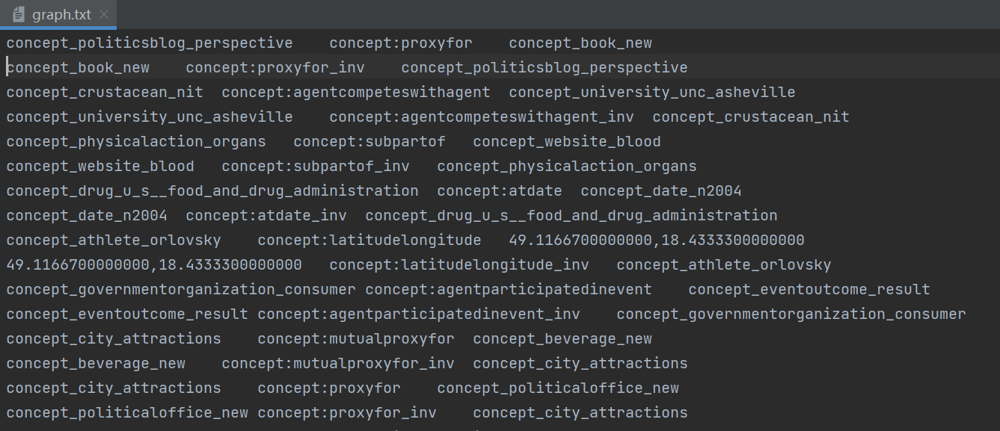 graph.txt
concept_politicsblog_perspective	concept:proxyfor	concept_book_new
concept_book_new	concept:proxyfor_inv	concept_politicsblog_perspective
concept_crustacean_nit	concept:agentcompeteswithagent	concept_university_unc_asheville
concept_university_unc_asheville	concept:agentcompeteswithagent_inv	concept_crustacean_nit
concept_physicalaction_organs	concept:subpartof	concept_website_blood
concept_website_blood	concept:subpartof_inv	concept_physicalaction_organs
concept_drug_u_s__food_and_drug_administration	concept:atdate	concept_date_n2004
concept_date_n2004	concept:atdate_inv	concept_drug_u_s__food_and_drug_administration
concept_athlete_orlovsky	concept:latitudelongitude	49.1166700000000,18.4333300000000
49.1166700000000,18.4333300000000	concept:latitudelongitude_inv	concept_athlete_orlovsky
concept_governmentorganization_consumer	concept:agentparticipatedinevent	concept_eventoutcome_result
concept_eventoutcome_result	concept:agentparticipatedinevent_inv	concept_governmentorganization_consumer
concept_city_attractions	concept:mutualproxyfor	concept_beverage_new
concept_beverage_new	concept:mutualproxyfor_inv	concept_city_attractions
concept_city_attractions	concept:proxyfor	concept_politicaloffice_new
concept_politicaloffice_new	concept:proxyfor_inv	concept_city_attractions